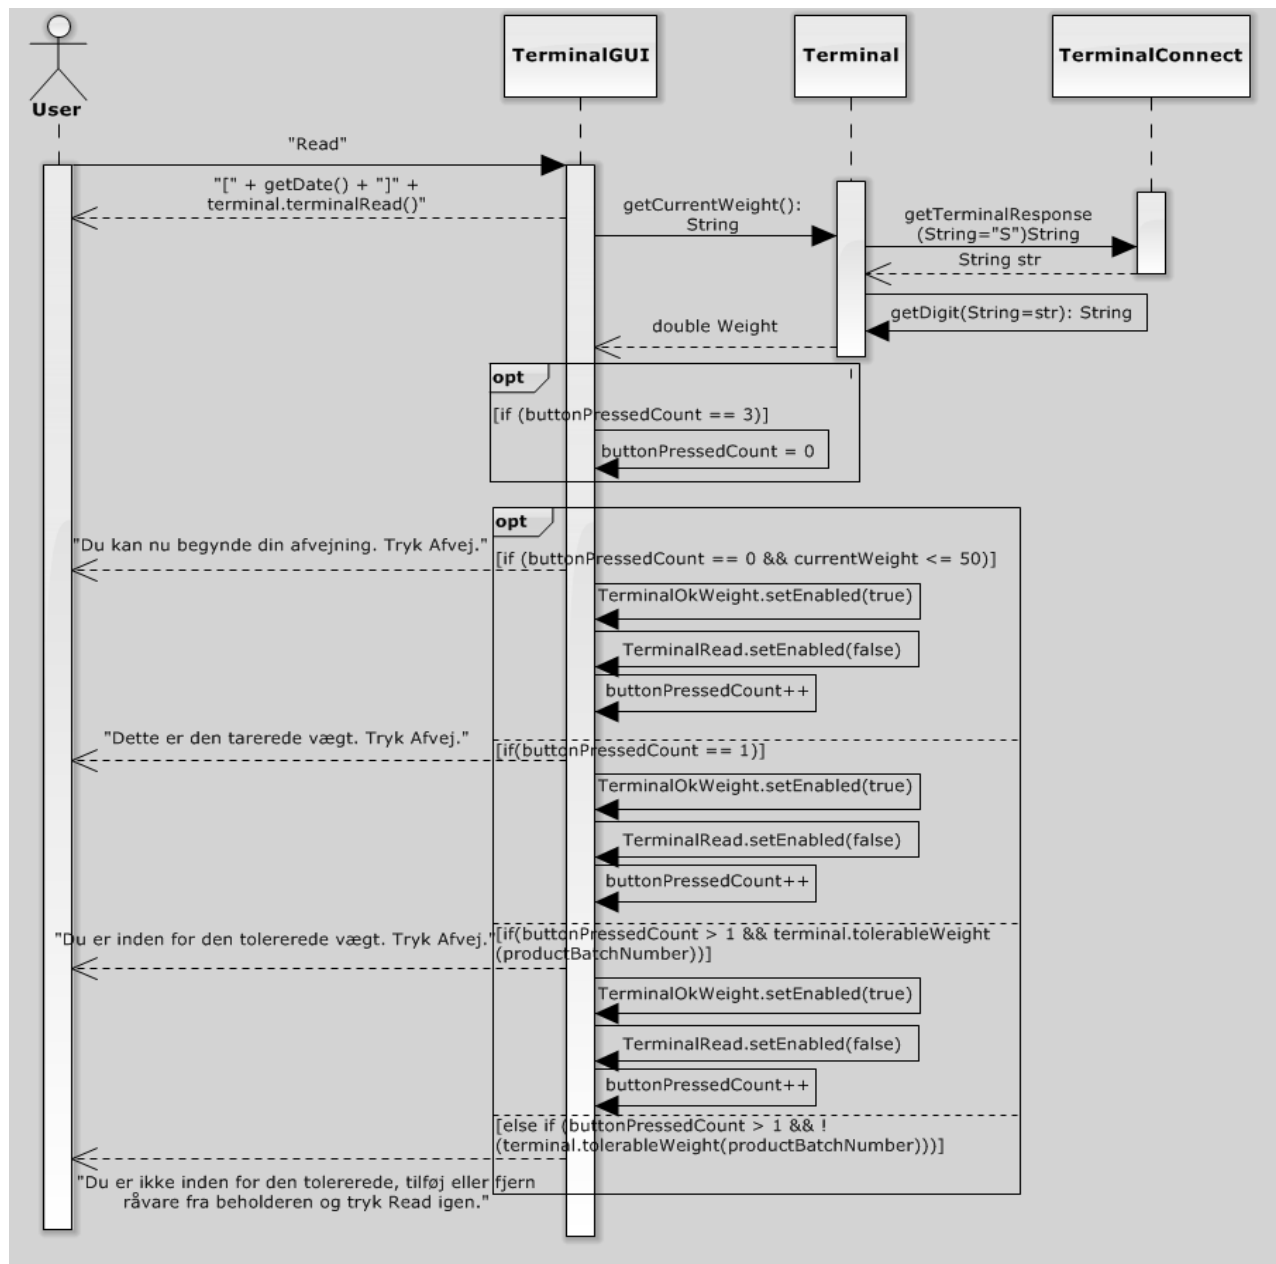 User
TerminalGUI
Terminal
TerminalConnect
"Read"
"[" + getDate() + "]" +
terminal.terminalRead()"
getCurrentWeight():
String
getTerminalResponse
(String="S")String
String str
getDigit(String=str): String
double Weight
opt
[if (buttonPressedCount == 3)]
buttonPressedCount = 0
opt
"Du kan nu begynde din afvejning. Tryk Afvej."
[if (buttonPressedCount == 0 && currentWeight <= 50)]
TerminalOkWeight.setEnabled(true)
TerminalRead.setEnabled(false)
buttonPressedCount++
"Dette er den tarerede vægt. Tryk Afvej."
[if(buttonPressedCount == 1)]
TerminalOkWeight.setEnabled(true)
TerminalRead.setEnabled(false)
buttonPressedCount++
"Du er inden for den tolererede vægt. Tryk Afvej."
[if(buttonPressedCount > 1 && terminal.tolerableWeight
(productBatchNumber))]
TerminalOkWeight.setEnabled(true)
TerminalRead.setEnabled(false)
buttonPressedCount++
[else if (buttonPressedCount > 1 && !
(terminal.tolerableWeight(productBatchNumber)))]
"Du er ikke inden for den tolererede, tilføj eller fjern
råvare fra beholderen og tryk Read igen."